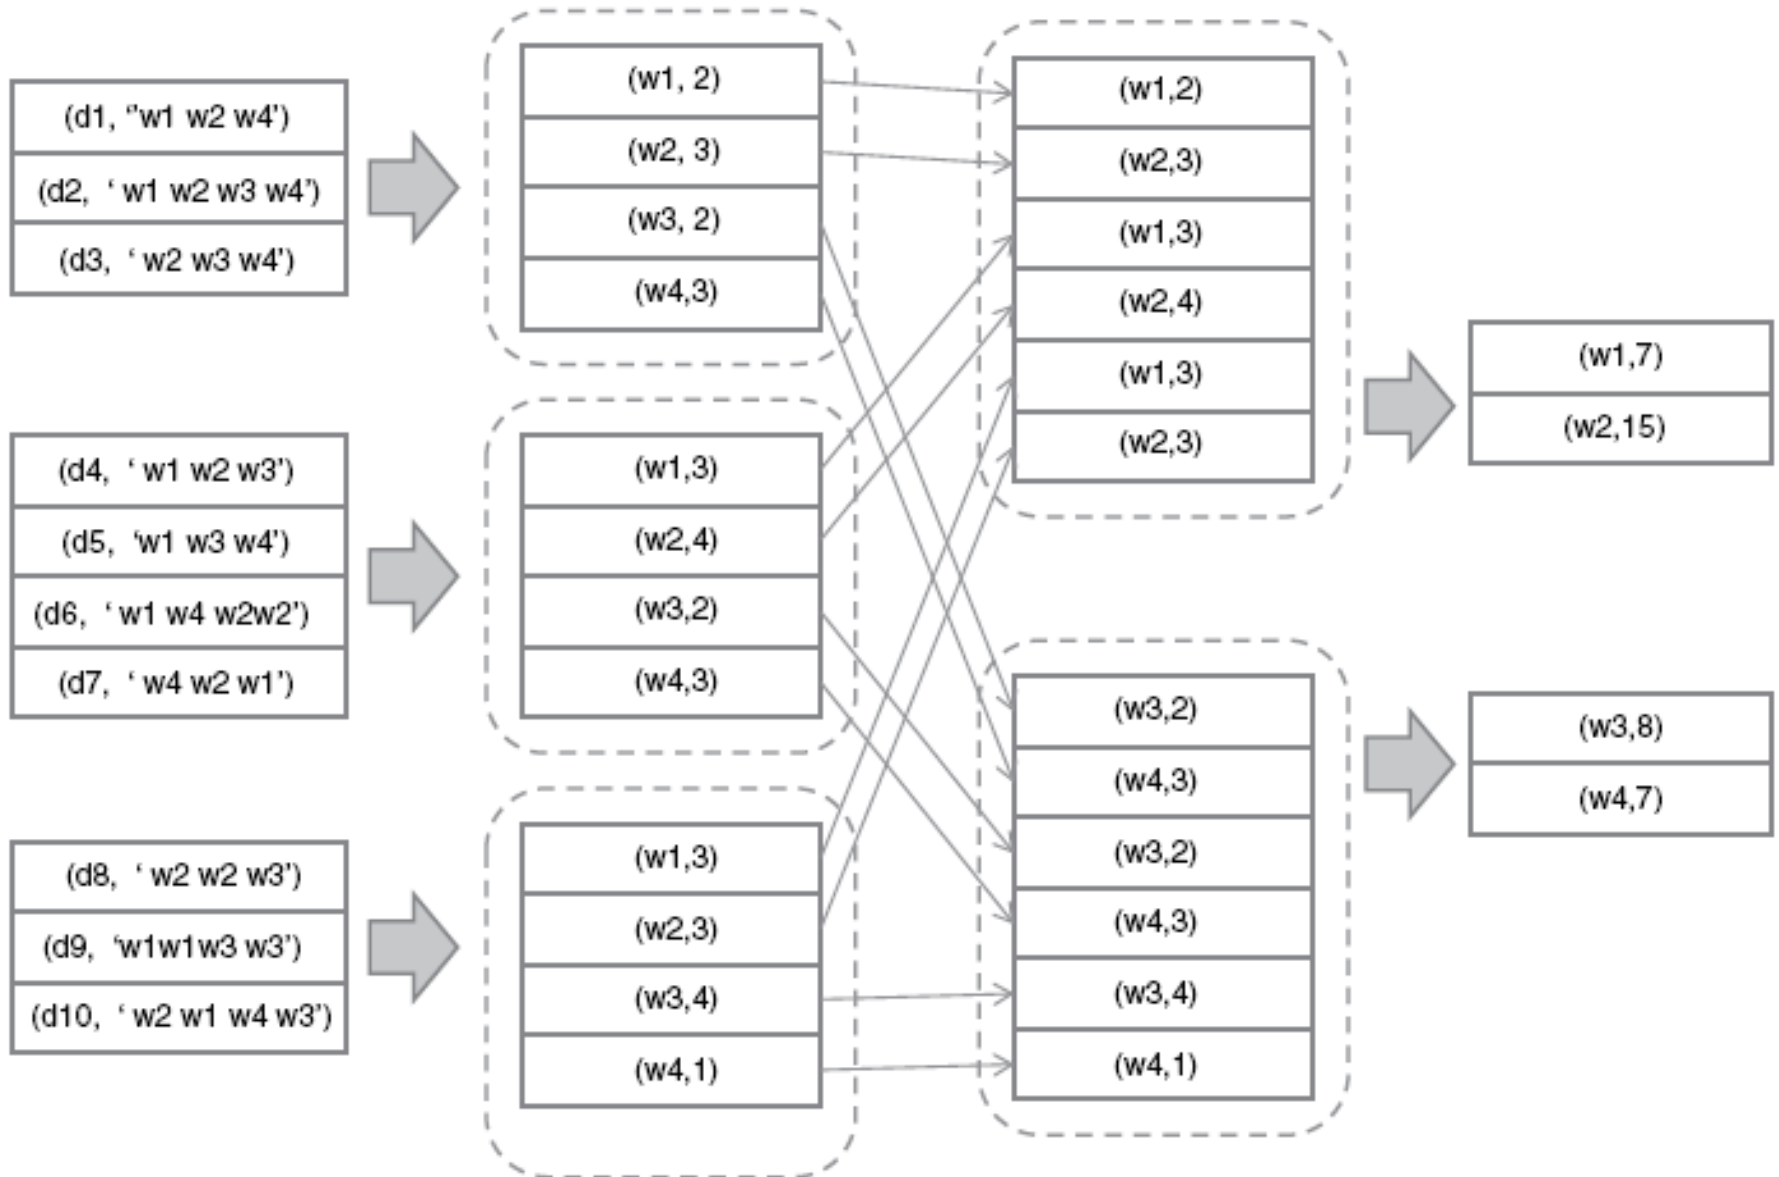 (d1, ‘'w1 w2 w4’)
(d2, ‘ w1 w2 w3 w4’)
(d3, ‘ w2 w3 w4’)
(d4, ‘ w1 w2 w3’)
(d5, ‘w1 w3 w4’)
(d6, ‘ w1 w4 w2w2’)
(d7, ‘ w4 w2 w1’)
(d8, ‘ w2 w2 w3’)
(d9, ‘w1w1w3 w3’)
(d10, ‘ w2 w1 w4 w3’)
(w1, 2)
(w2, 3)
(w3, 2)
(w4,3)
(w1,3)
(w2,4)
(w3,2)
(w4,3)
(w1,3)
(w2,3)
(w3,4)
(w4,1)
(w1,2)
(w2,3)
(w1,3)
(w2,4)
(w1,3)
(w2,3)
(w3,2)
(w4,3)
(w3,2)
(w4,3)
(w3,4)
(w4,1)
(w1,7)
(w2,15)
(w3,8)
(w4,7)